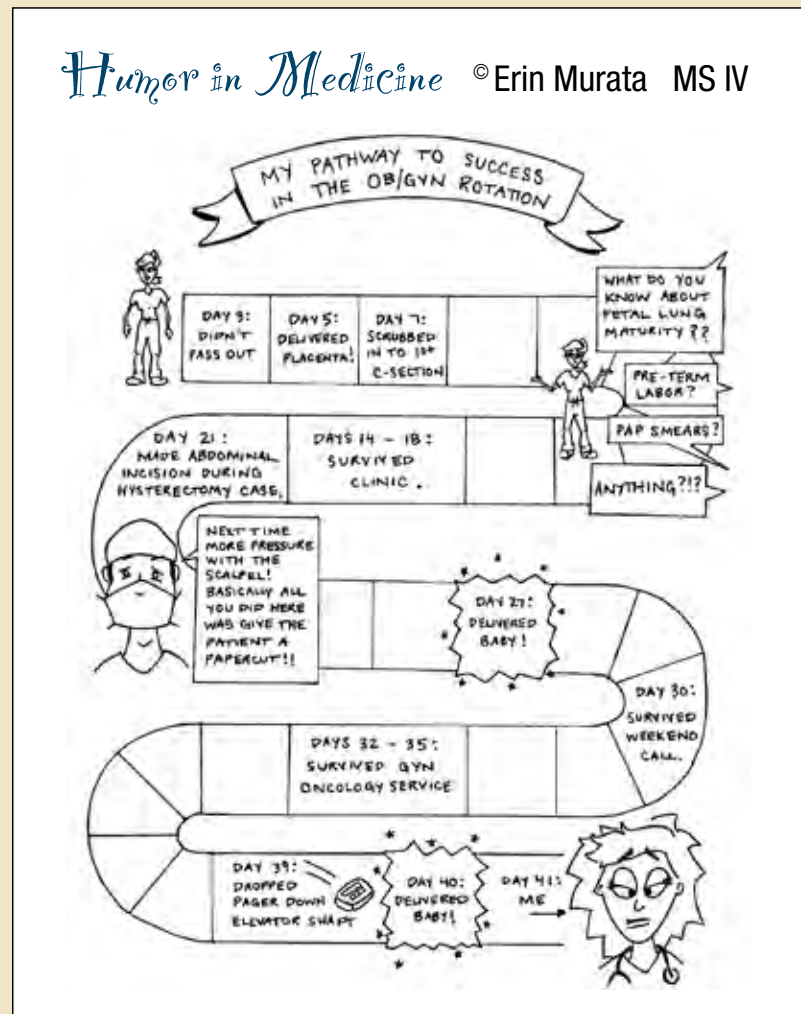 Humor in Medicine © Erin Murata MS IV
MY PATHWAY TO SUCCESS
IN THE OB/GYN ROTATION
DAY 3:
DIDN'T
PASS OUT
DAY 5:
DELIVERED
PLACENTA!
DAY 7:
SCRUBBED
IN TO 1st
C-SECTION
WHAT DO YOU
KNOW ABOUT
FETAL LUNG
MATURITY??
PRE-TERM
LABOR?
PAP SMEARS?
ANYTHING?!?
DAYS 14 - 18:
SURVIVED
CLINIC.
DAY 21:
MADE ABDOMINAL
INCISION DURING
HYSTERECTOMY CASE.
NEXT TIME
MORE PRESSURE
WITH THE
SCALPEL!
BASICALLY ALL
YOU DID HERE
WAS GIVE THE
PATIENT A
PAPERCUT!!
DAY 27:
DELIVERED
BABY!
DAY 30:
SURVIVED
WEEKEND
CALL.
DAYS 32 - 35:
SURVIVED GYN
ONCOLOGY SERVICE
DAY 39:
DROPPED
PAGER DOWN
ELEVATOR SHAFT
DAY 40:
DELIVERED
BABY!
DAY 41:
ME